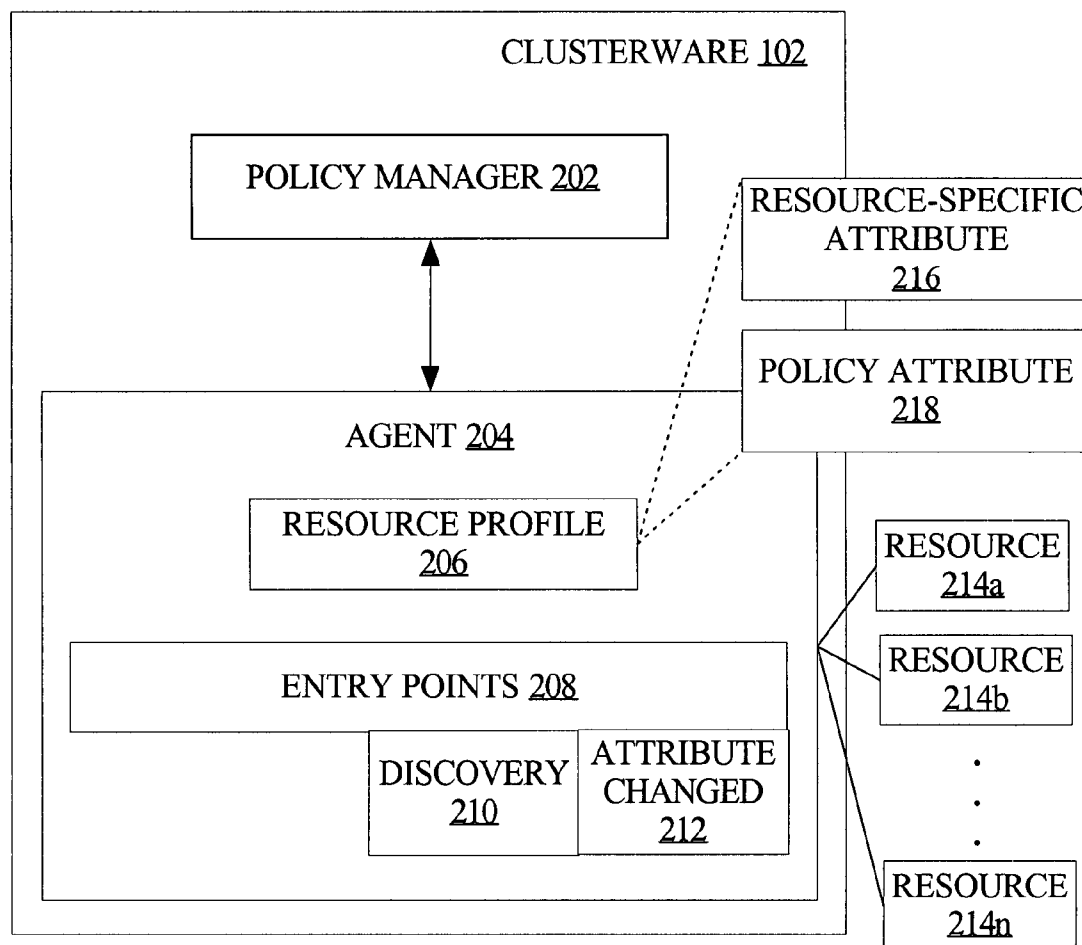 CLUSTERWARE 102
POLICY MANAGER 202
RESOURCE-SPECIFIC
ATTRIBUTE
216
POLICY ATTRIBUTE
218
AGENT 204
RESOURCE PROFILE
206
RESOURCE
214a
ENTRY POINTS 208
RESOURCE
214b
DISCOVERY
210
ATTRIBUTE
CHANGED
212
RESOURCE
214n